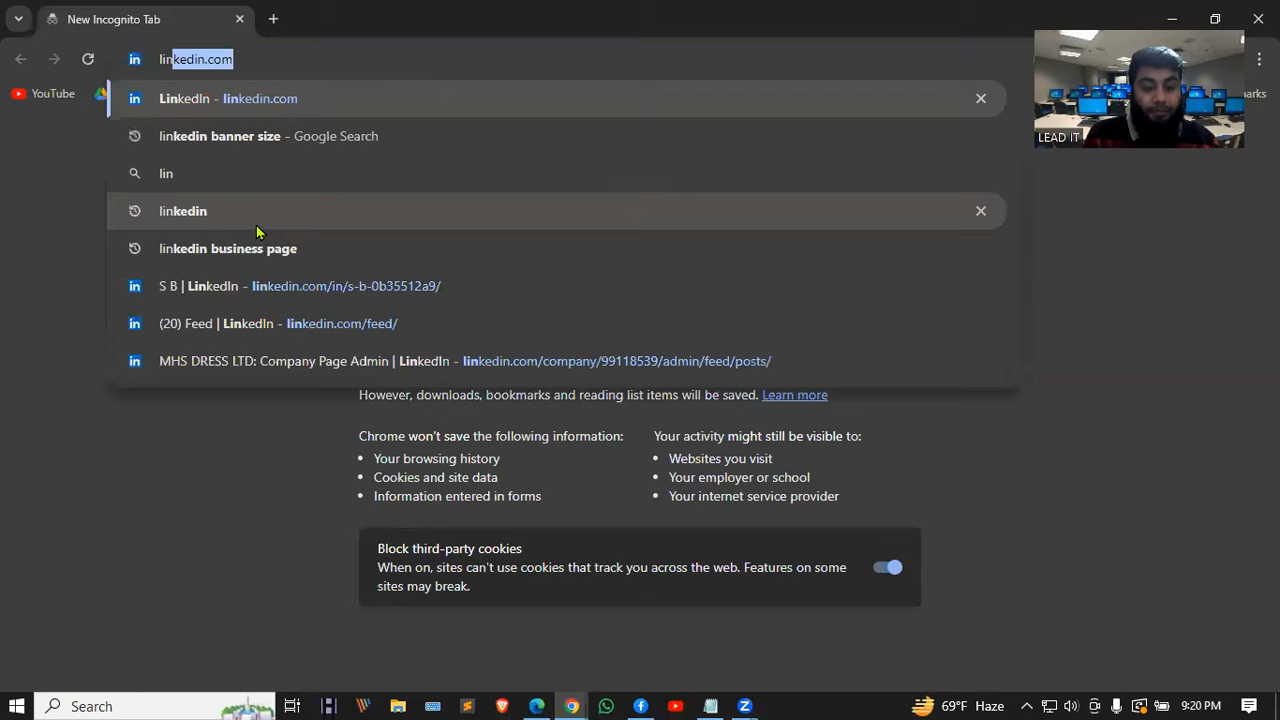 New Incognito Tab
linkedin.com
YouTube
marks
LinkedIn - linkedin.com
linkedin banner size - Google Search
lin
linkedin
linkedin business page
S B | LinkedIn - linkedin.com/in/s-b-0b35512a9/
(20) Feed | LinkedIn - linkedin.com/feed/
MHS DRESS LTD: Company Page Admin | LinkedIn - linkedin.com/company/99118539/admin/feed/posts/
LEAD IT
However, downloads, bookmarks and reading list items will be saved. Learn more
Chrome won't save the following information:
• Your browsing history
• Cookies and site data
• Information entered in forms
Your activity might still be visible to:
• Websites you visit
• Your employer or school
• Your internet service provider
Block third-party cookies
When on, sites can't use cookies that track you across the web. Features on some
sites may break.
Search
69°F Haze
9:20 PM